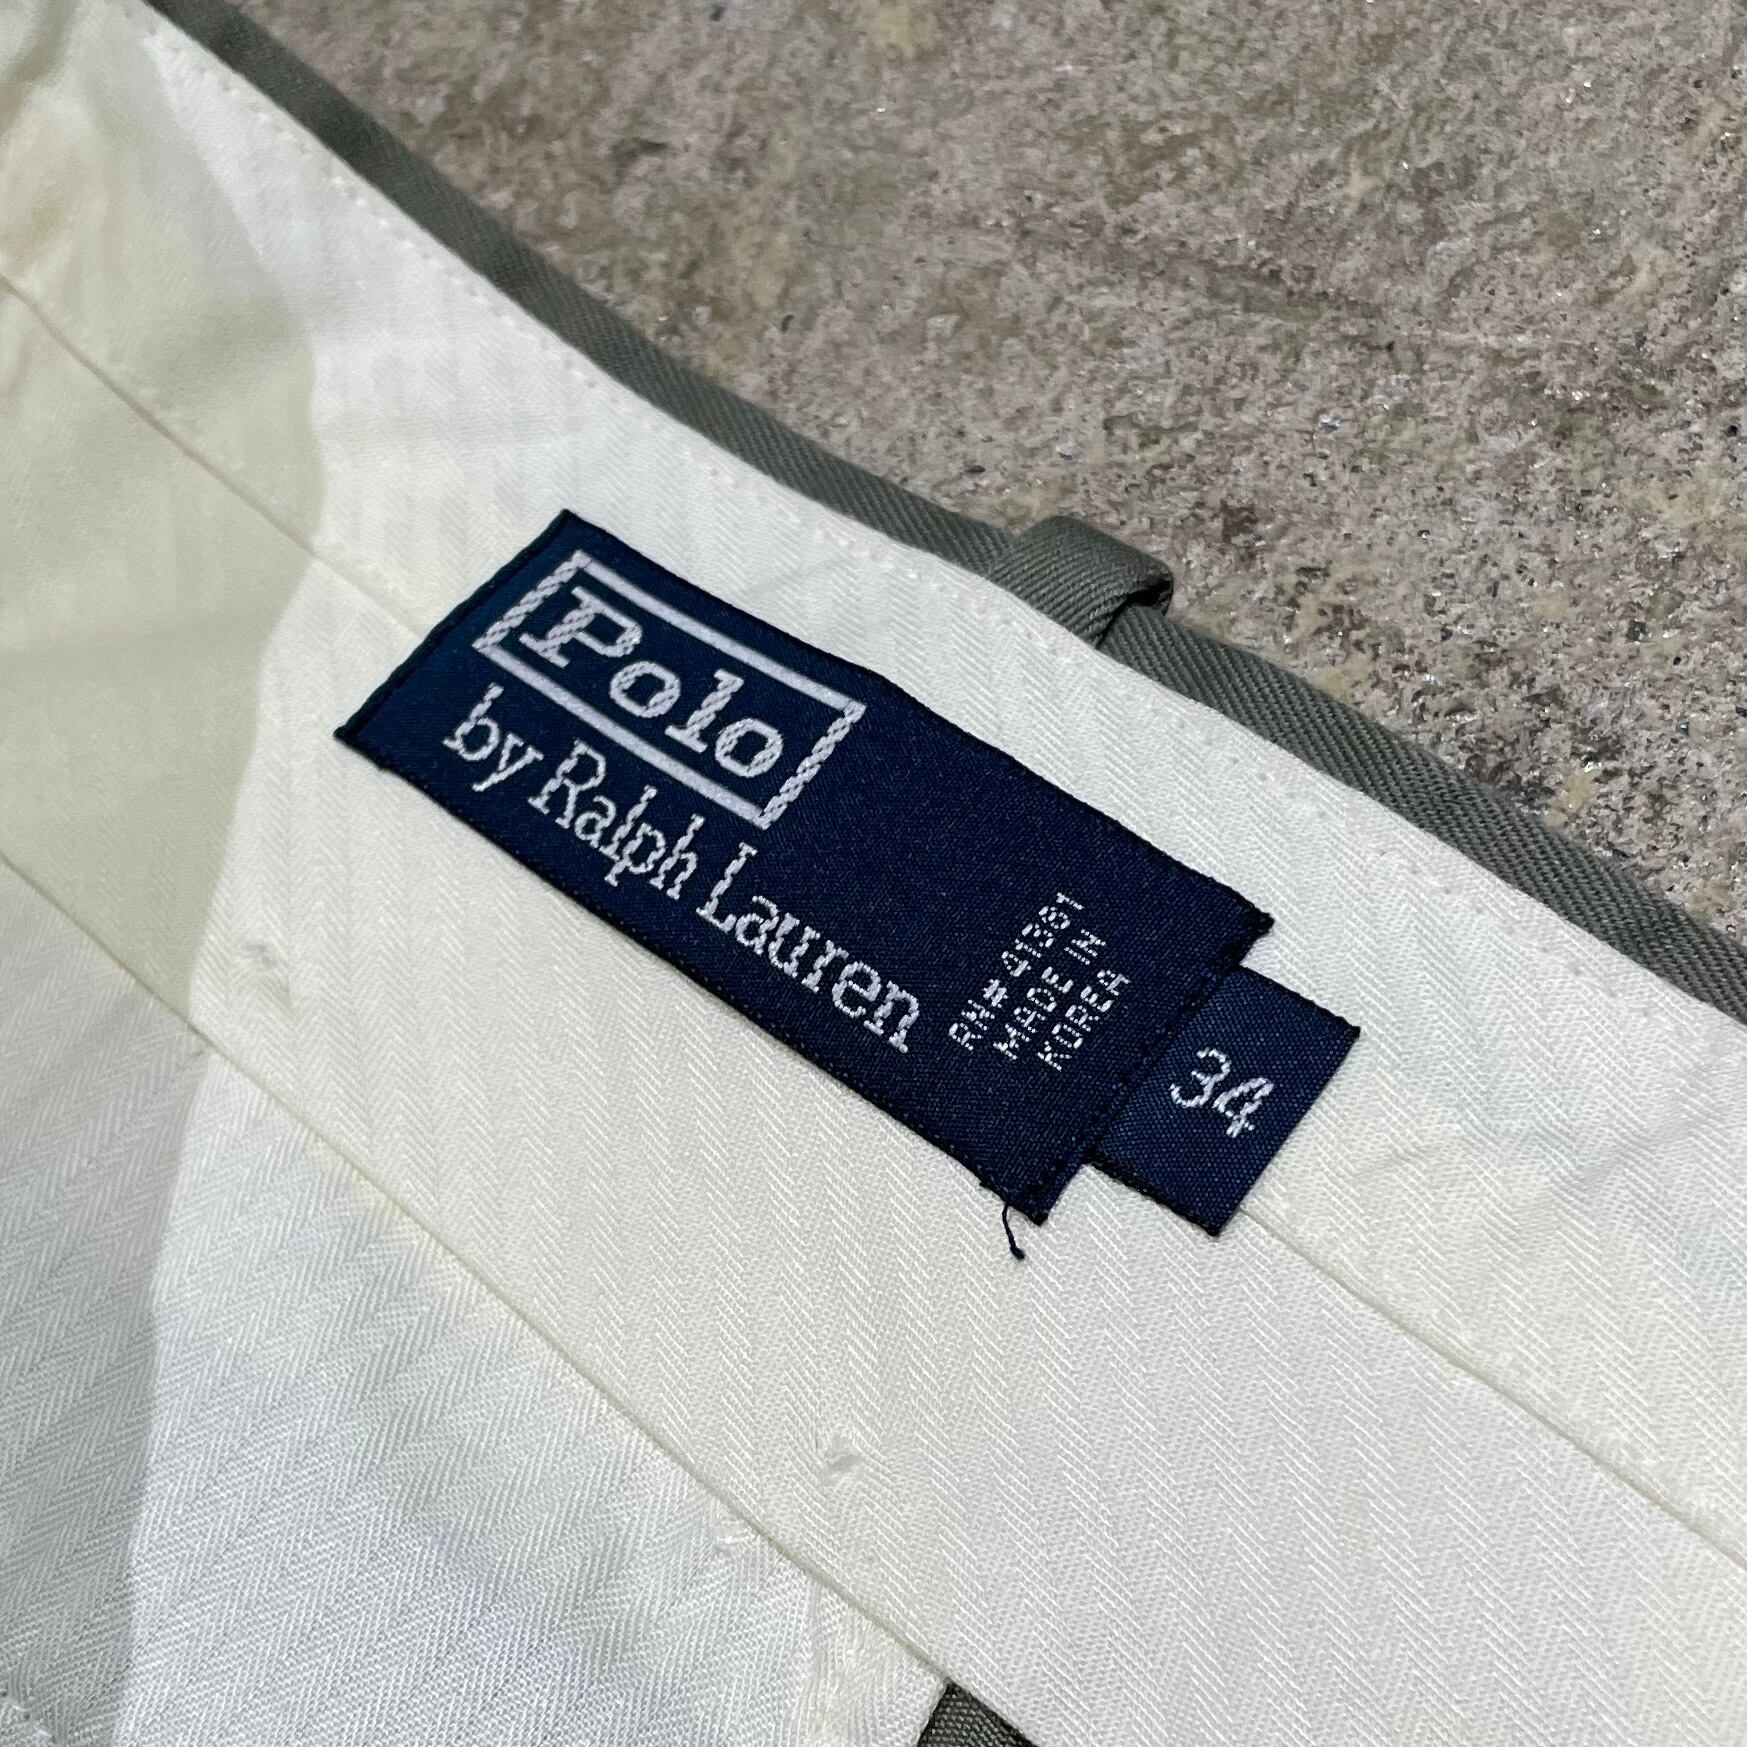 Polo
by Ralph Lauren
RN# 41381
MADE IN
KOREA
34